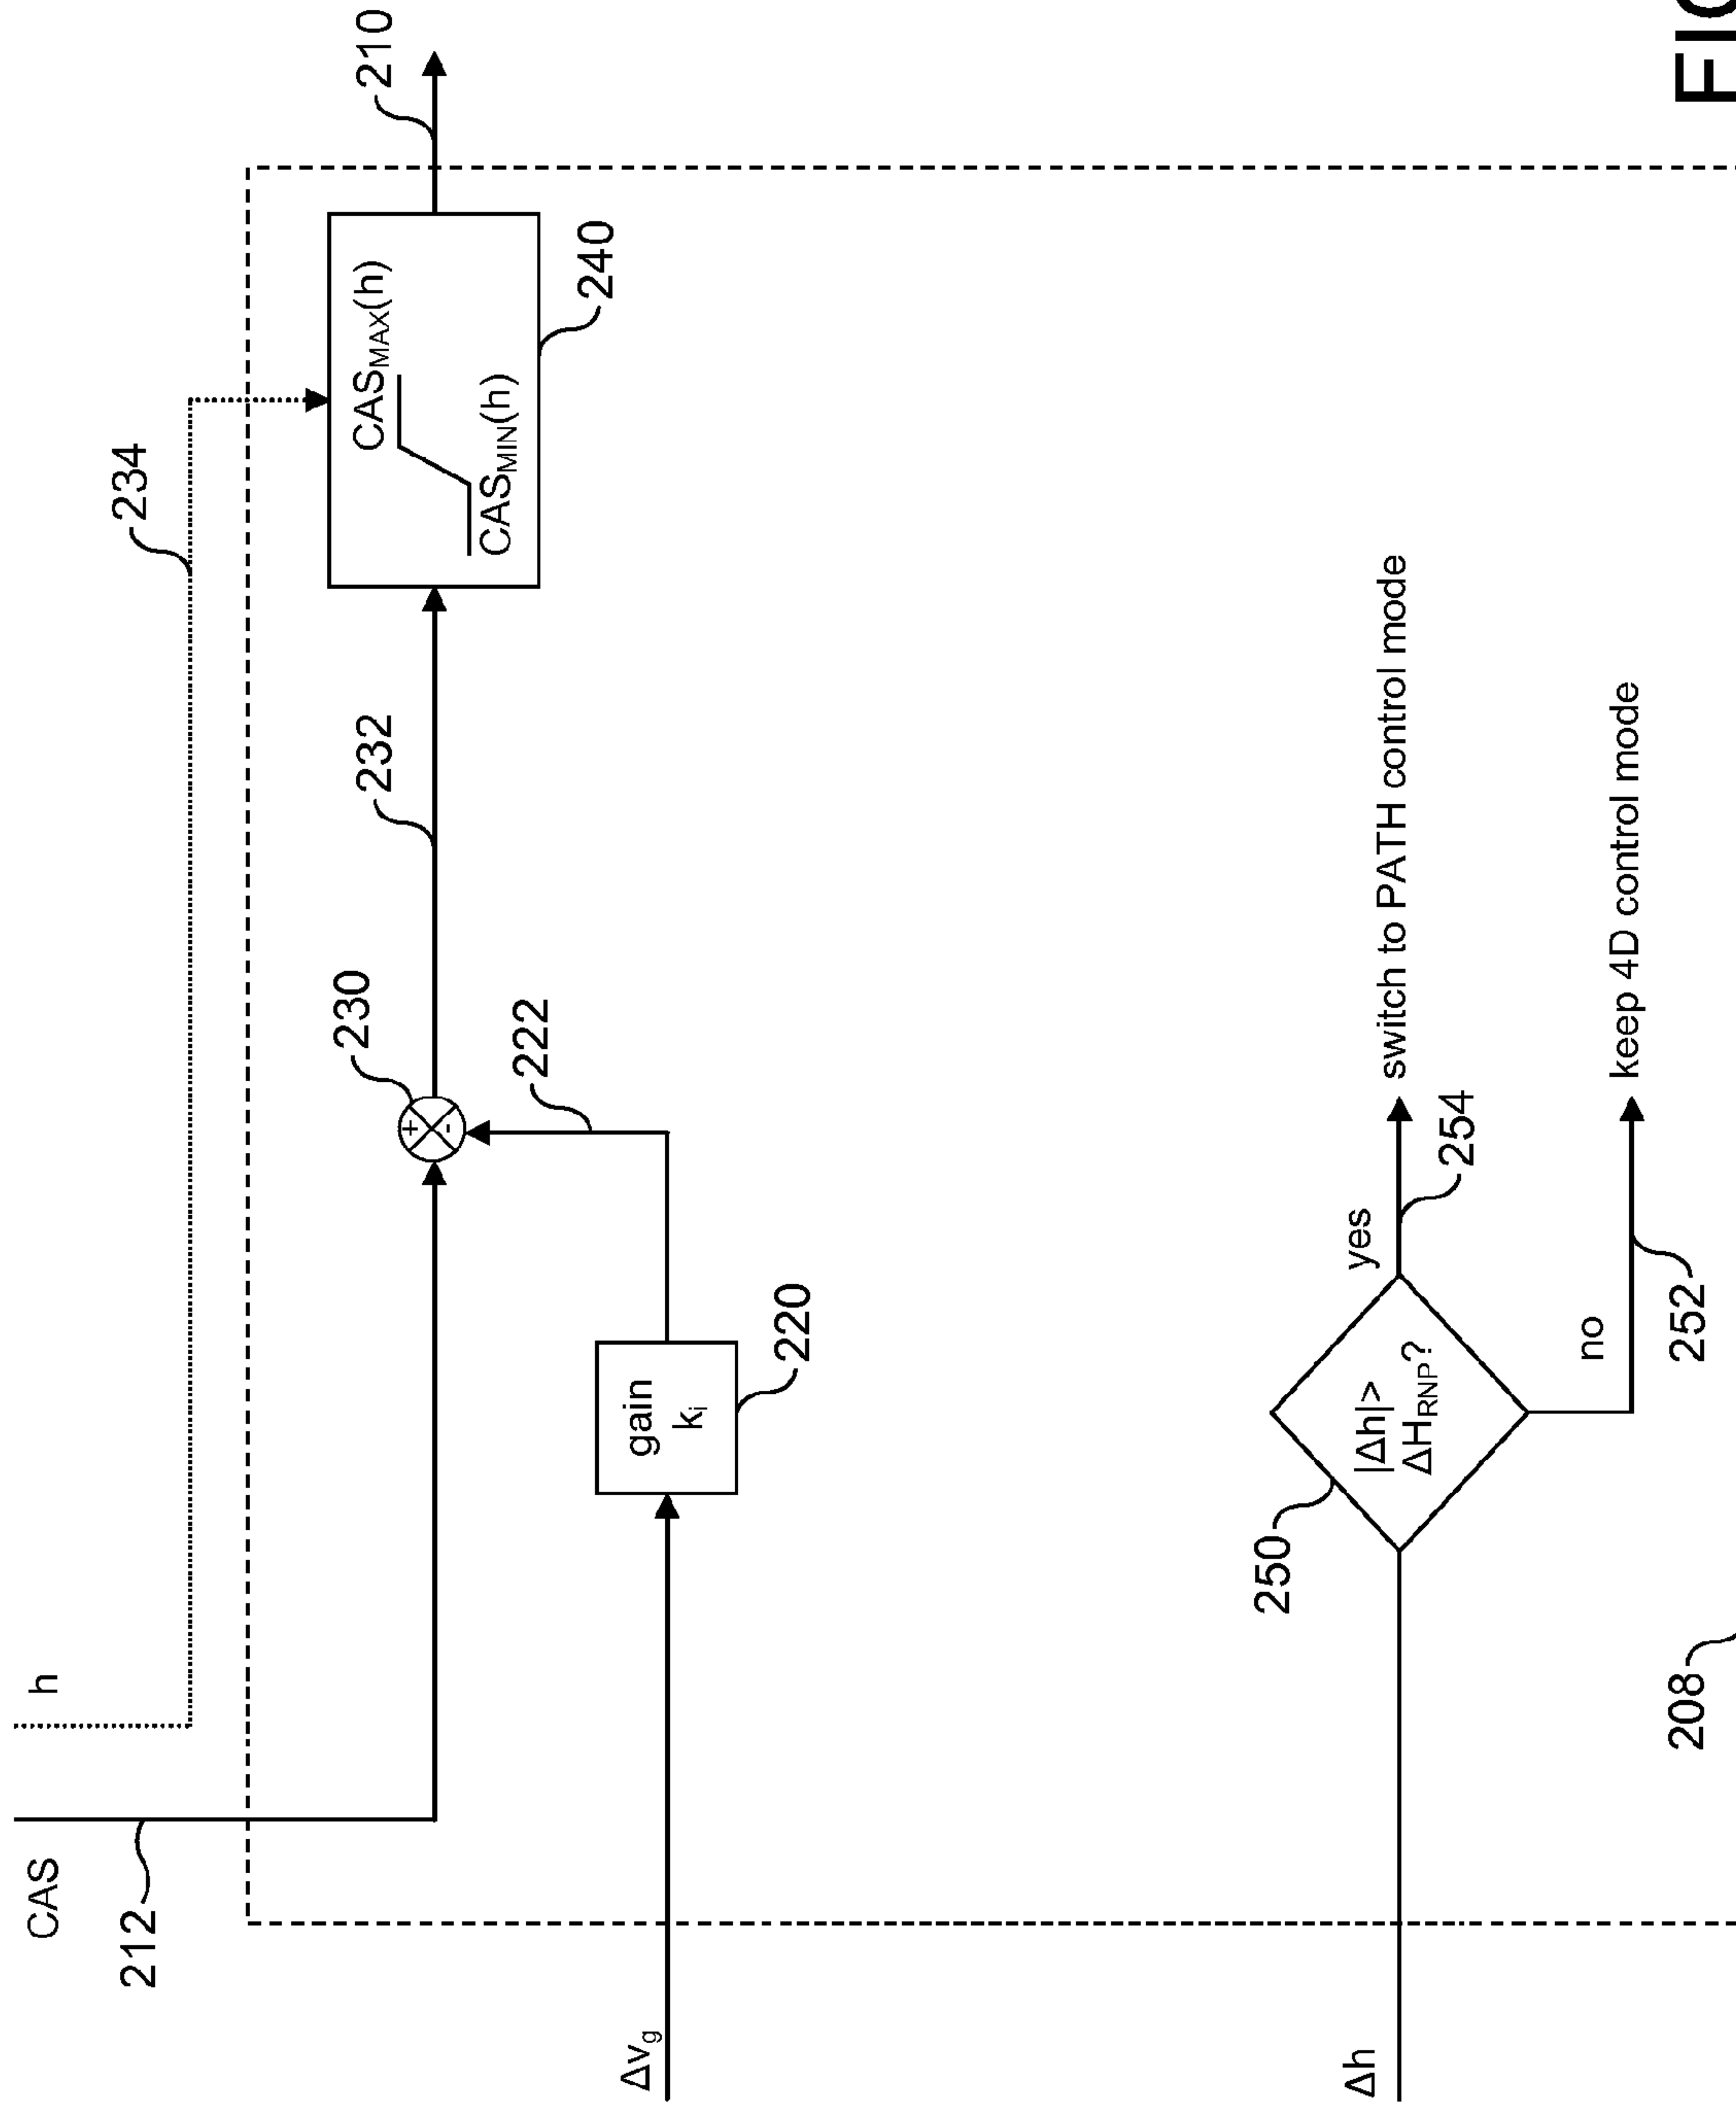 CAS
h
212
234
210
CAS_MAX(h)
CAS_MIN(h)
240
232
230
222
Δv_g
gain
k_i
220
Δh
250
|Δh|>
ΔH_RNP?
yes
254
switch to PATH control mode
no
252
keep 4D control mode
208